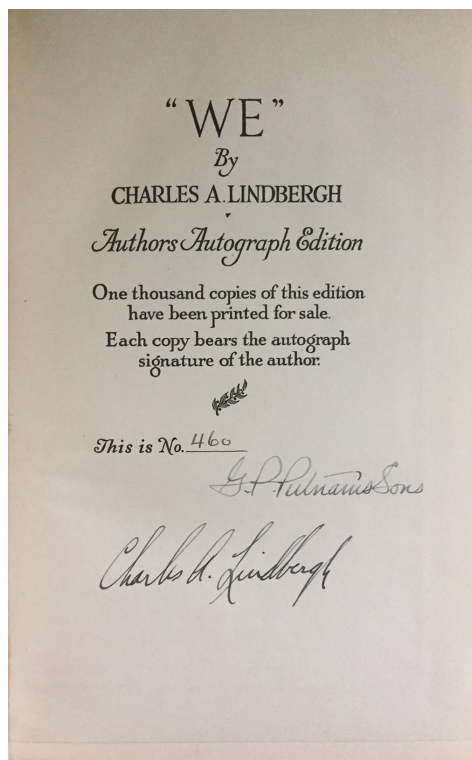 “WE”
By
CHARLES A. LINDBERGH
Authors Autograph Edition
One thousand copies of this edition
have been printed for sale.
Each copy bears the autograph
signature of the author.
This is No. 460
G. P. Putnams Sons
Charles A. Lindbergh